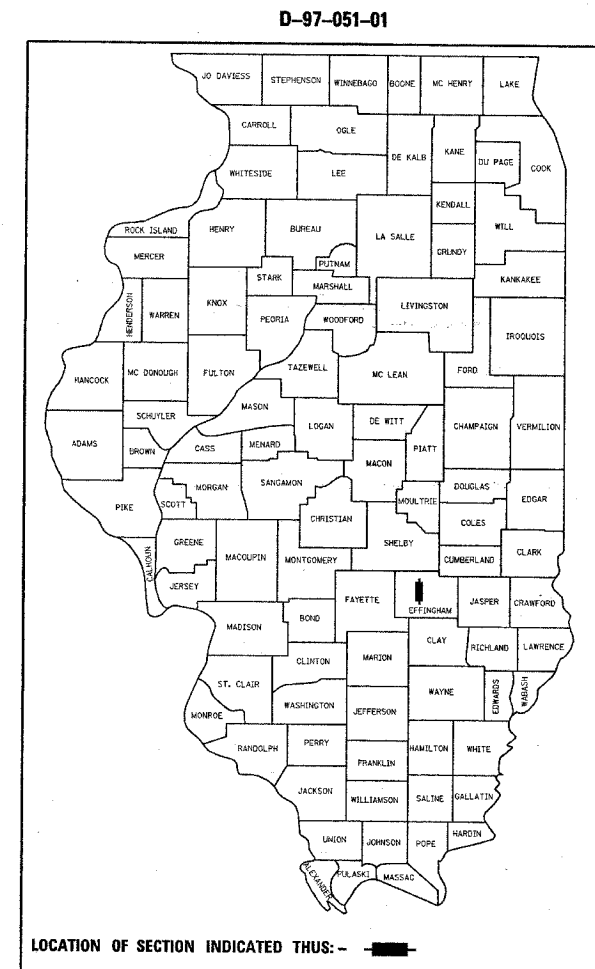 D-97-051-01
JO DAVIESS STEPHENSON WINNEBAGO BOONE MC HENRY LAKE
CARROLL OGLE DE KALB KANE DU PAGE COOK
WHITESIDE LEE
KENDALL
ROCK ISLAND HENRY BUREAU LA SALLE WILL
MERCER PUTNAM GRUNDY
STARK MARSHALL KANKAKEE
HENDERSON WARREN KNOX PEORIA WOODFORD LIVINGSTON IROQUOIS
HANCOCK MC DONOUGH FULTON TAZEWELL MC LEAN FORD
SCHUYLER MASON LOGAN DE WITT CHAMPAIGN VERMILION
ADAMS BROWN CASS MENARD MACON PIATT
PIKE SCOTT MORGAN SANGAMON CHRISTIAN MOULTRIE DOUGLAS EDGAR
COLES
GREENE MACOUPIN MONTGOMERY SHELBY CUMBERLAND CLARK
CALHOUN JERSEY
FAYETTE EFFINGHAM JASPER CRAWFORD
MADISON BOND
CLAY RICHLAND LAWRENCE
CLINTON MARION
ST. CLAIR WAYNE EDWARDS WABASH
MONROE WASHINGTON JEFFERSON
RANDOLPH PERRY HAMILTON WHITE
FRANKLIN
JACKSON WILLIAMSON SALINE GALLATIN
UNION JOHNSON POPE HARDIN
ALEXANDER PULASKI MASSAC
LOCATION OF SECTION INDICATED THUS: -